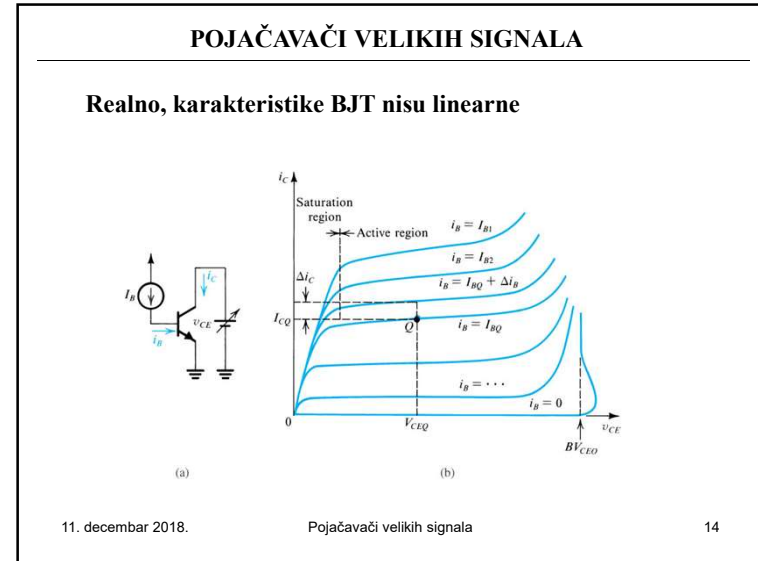 POJAČAVAČI VELIKIH SIGNALA
Realno, karakteristike BJT nisu linearne
i_C
Saturation
region
Active region
i_B = I_B1
i_B = I_B2
i_B = I_BQ + Δi_B
Δi_C
I_CQ
Q
i_B = I_BQ
i_B = · · ·
i_B = 0
0
V_CEQ
v_CE
BV_CEO
I_B
i_C
v_CE
i_B
(a)
(b)
11. decembar 2018.
Pojačavači velikih signala
14